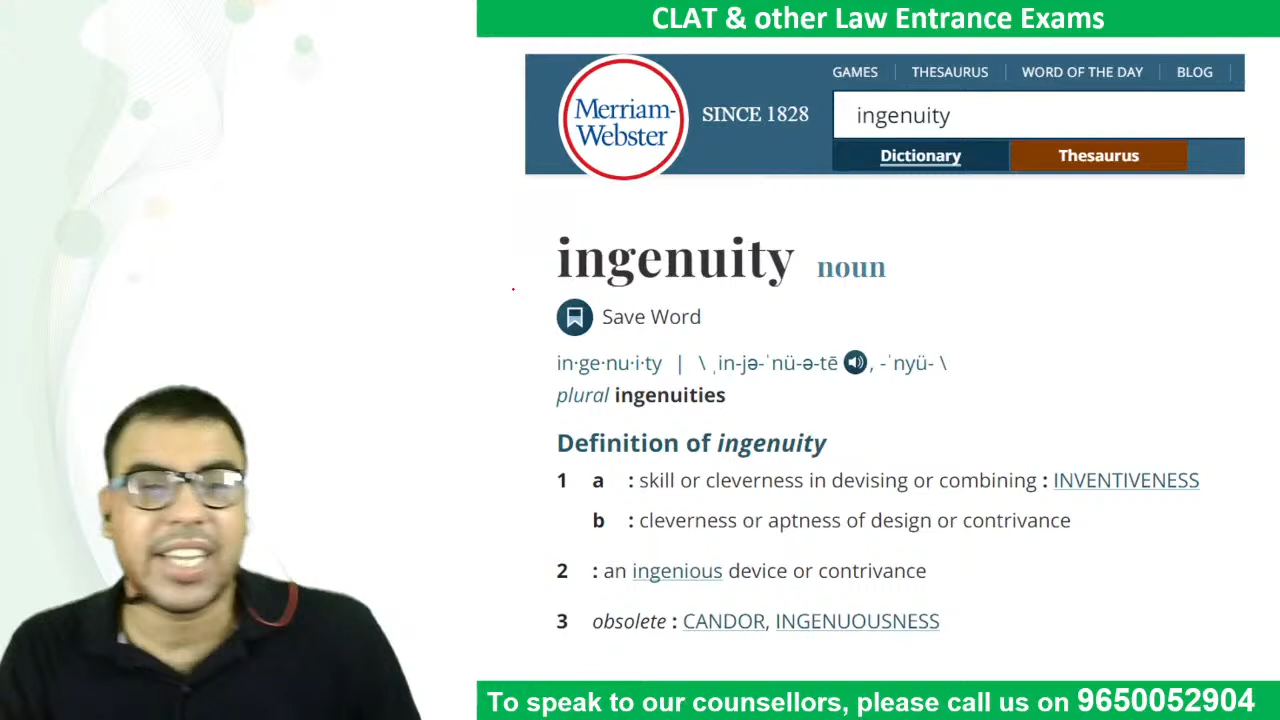 CLAT & other Law Entrance Exams
GAMES THESAURUS WORD OF THE DAY BLOG
Merriam-
Webster
SINCE 1828
ingenuity
Dictionary Thesaurus
ingenuity noun
Save Word
in·ge·nu·i·ty | \ ˌin-jə-ˈnü-ə-tē , -ˈnyü- \
plural ingenuities
Definition of ingenuity
1 a : skill or cleverness in devising or combining : INVENTIVENESS
b : cleverness or aptness of design or contrivance
2 : an ingenious device or contrivance
3 obsolete : CANDOR, INGENUOUSNESS
To speak to our counsellors, please call us on 9650052904